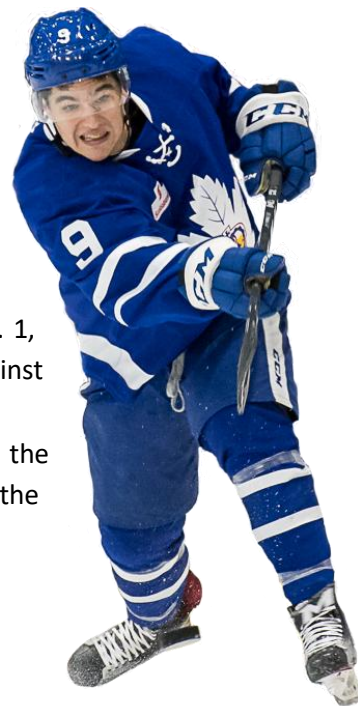 9
CCM
9
CCM
CCM
. 1,
inst
the
the